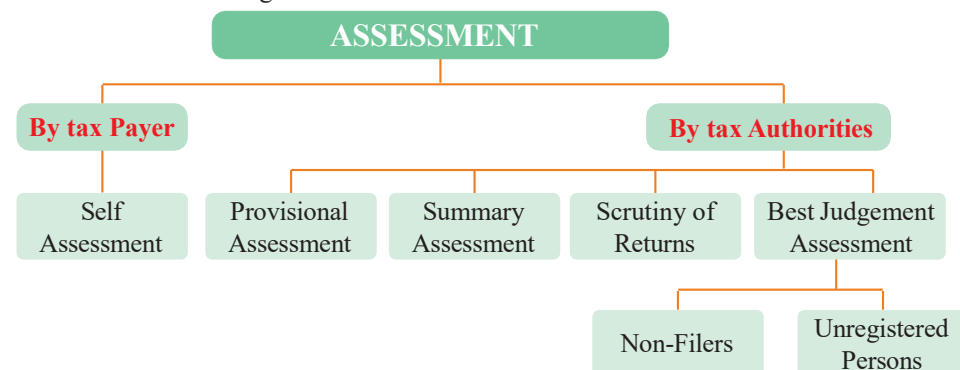 ASSESSMENT
By tax Payer
By tax Authorities
Self
Assessment
Provisional
Assessment
Summary
Assessment
Scrutiny of
Returns
Best Judgement
Assessment
Non-Filers
Unregistered
Persons